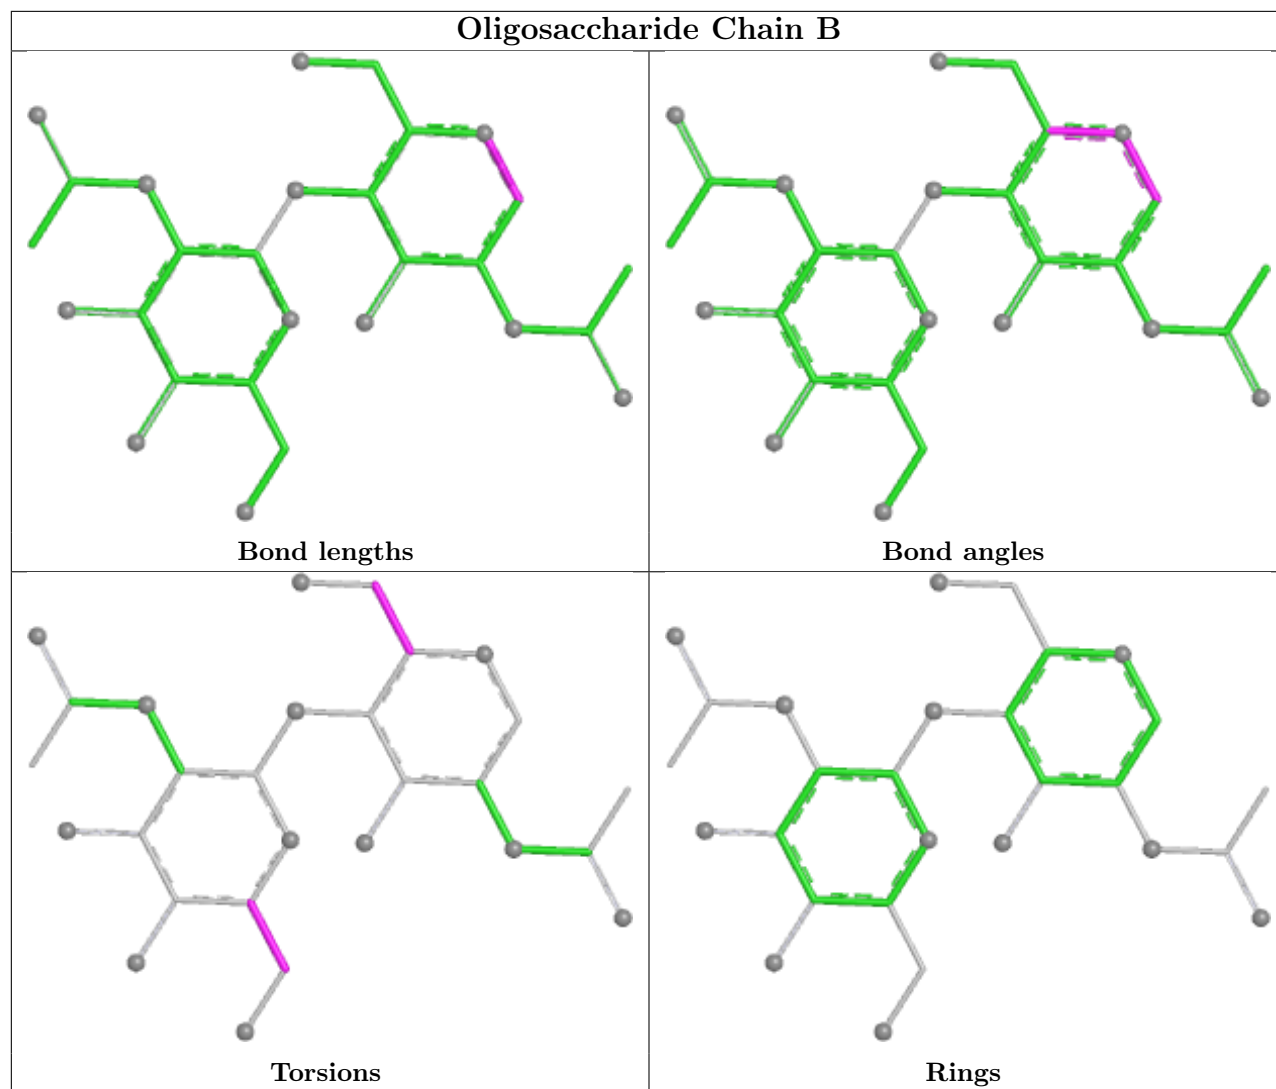 Oligosaccharide Chain B
Bond lengths
Bond angles
Torsions
Rings